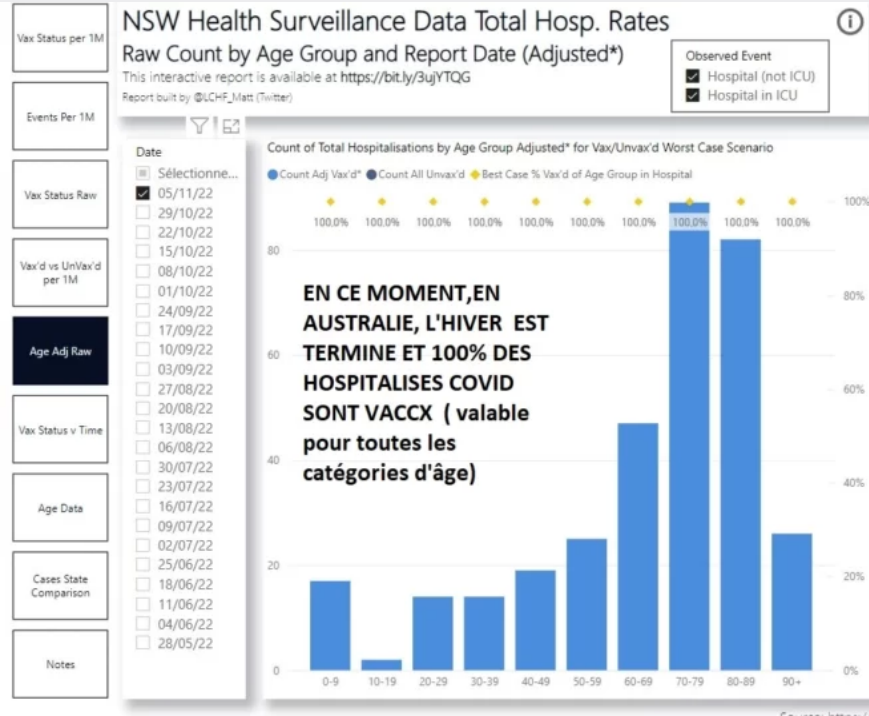 Vax Status per 1M
Events Per 1M
Vax Status Raw
Vax'd vs UnVax'd
per 1M
Age Adj Raw
Vax Status v Time
Age Data
Cases State
Comparison
Notes
NSW Health Surveillance Data Total Hosp. Rates
Raw Count by Age Group and Report Date (Adjusted*)
This interactive report is available at https://bit.ly/3ujYTQG
Report built by @LCHF_Matt (Twitter)
Observed Event
Hospital (not ICU)
Hospital in ICU
Date
Sélectionne...
05/11/22
29/10/22
22/10/22
15/10/22
08/10/22
01/10/22
24/09/22
17/09/22
10/09/22
03/09/22
27/08/22
20/08/22
13/08/22
06/08/22
30/07/22
23/07/22
16/07/22
09/07/22
02/07/22
25/06/22
18/06/22
11/06/22
04/06/22
28/05/22
Count of Total Hospitalisations by Age Group Adjusted* for Vax/Unvax'd Worst Case Scenario
Count Adj Vax'd* Count All Unvax'd Best Case % Vax'd of Age Group in Hospital
100%
100,0% 100,0% 100,0% 100,0% 100,0% 100,0% 100,0% 100,0% 100,0% 100,0%
80
80%
60
60%
40
40%
20
20%
0
0%
EN CE MOMENT,EN
AUSTRALIE, L'HIVER EST
TERMINE ET 100% DES
HOSPITALISES COVID
SONT VACCX ( valable
pour toutes les
catégories d'âge)
0-9 10-19 20-29 30-39 40-49 50-59 60-69 70-79 80-89 90+